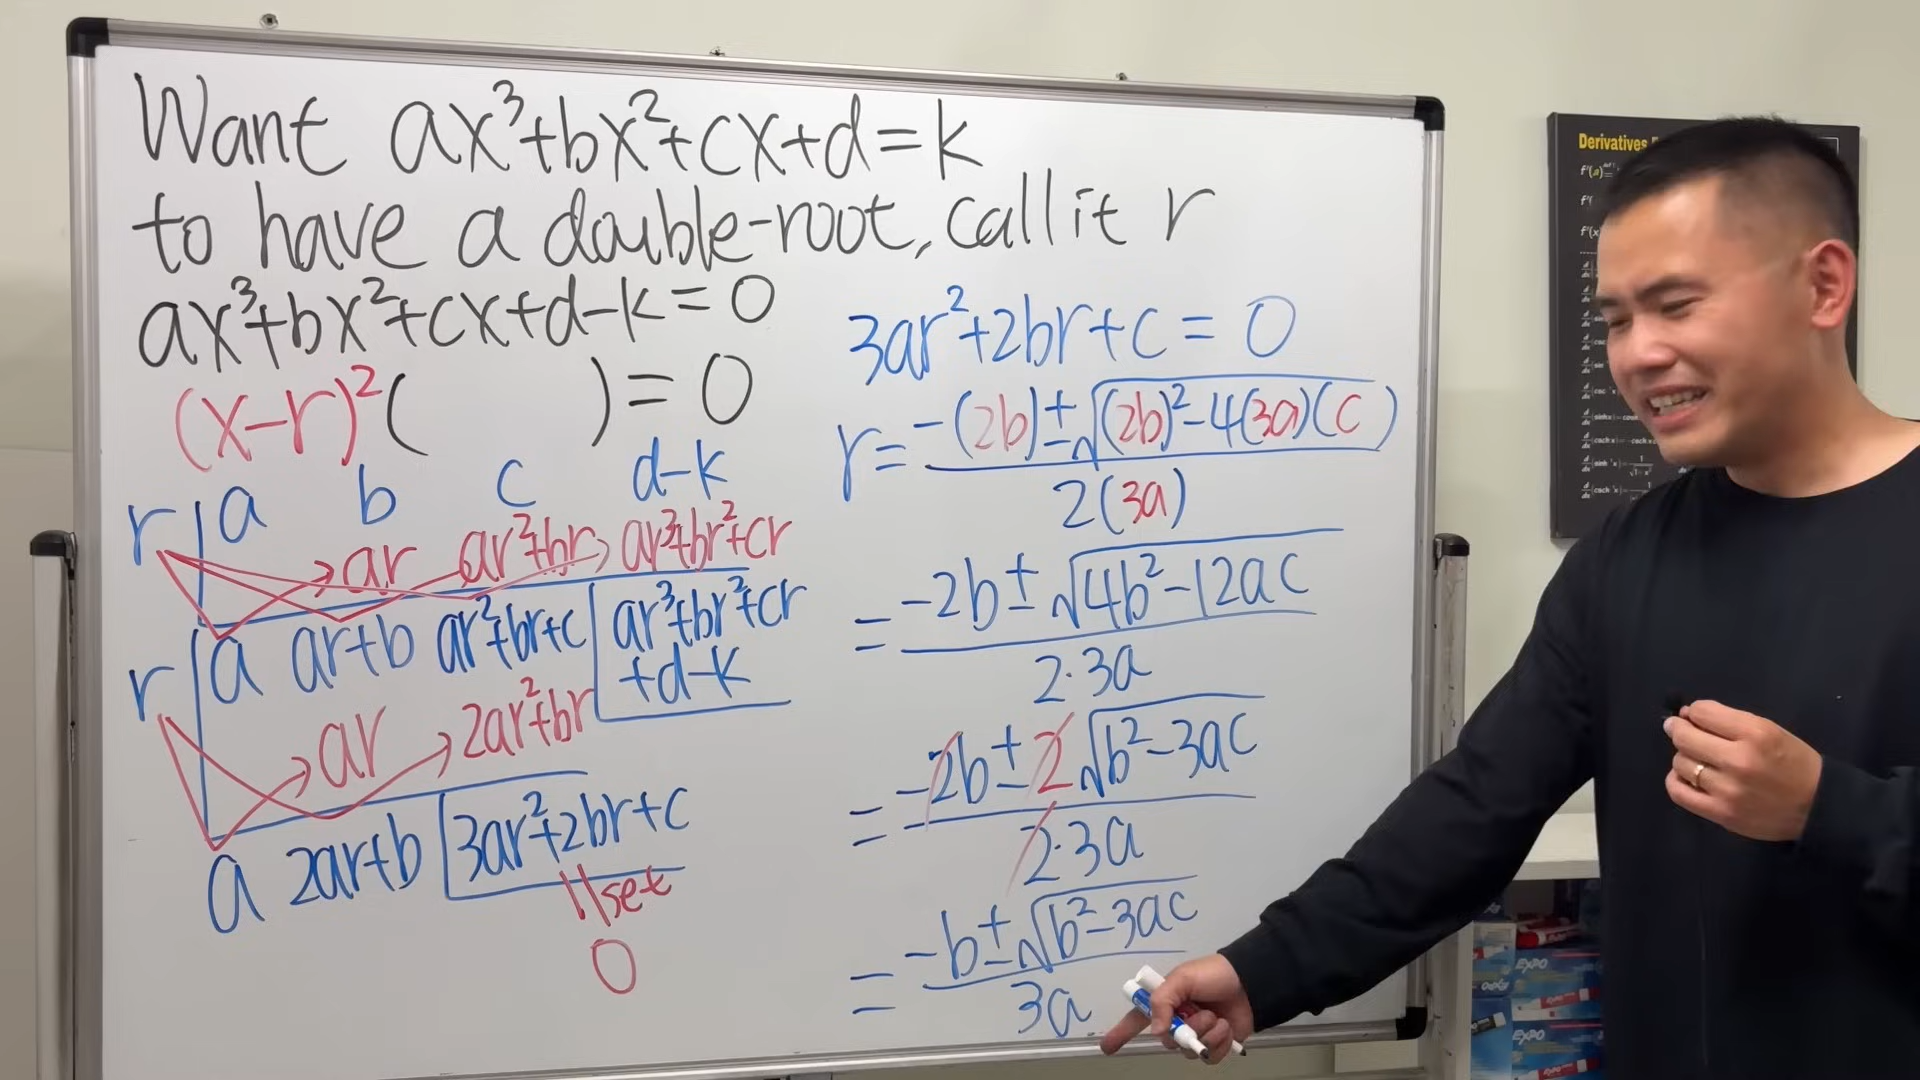 Want ax³+bx²+cx+d=k
to have a double-root, call it r
ax³+bx²+cx+d-k=0
(x-r)²( )=0
r a b c d-k
ar ar²+br ar³+br²+cr
a ar+b ar²+br+c ar³+br²+cr
+d-k
r
ar 2ar²+br
a 2ar+b 3ar²+2br+c
||set
0
3ar²+2br+c=0
r= -(2b)±√(2b)²-4(3a)(c)
2(3a)
= -2b±√4b²-12ac
2·3a
= -2b±2√b²-3ac
2·3a
= -b±√b²-3ac
3a
Derivatives
EXPO
EXPO